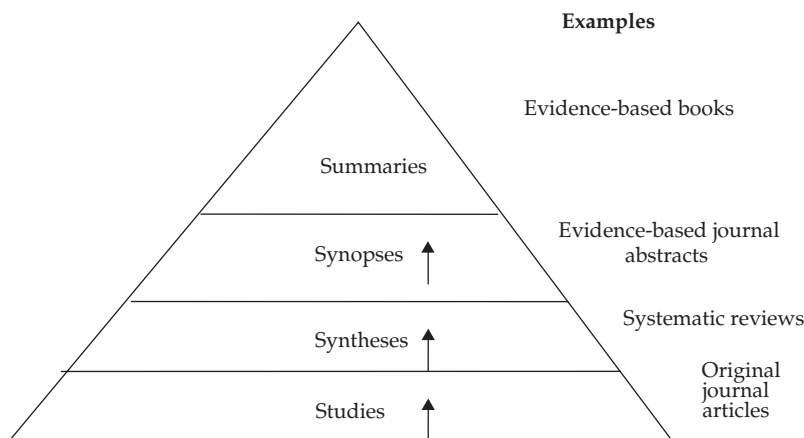 Examples
Evidence-based books
Summaries
Evidence-based journal
abstracts
Synopses
Systematic reviews
Syntheses
Original
journal
articles
Studies